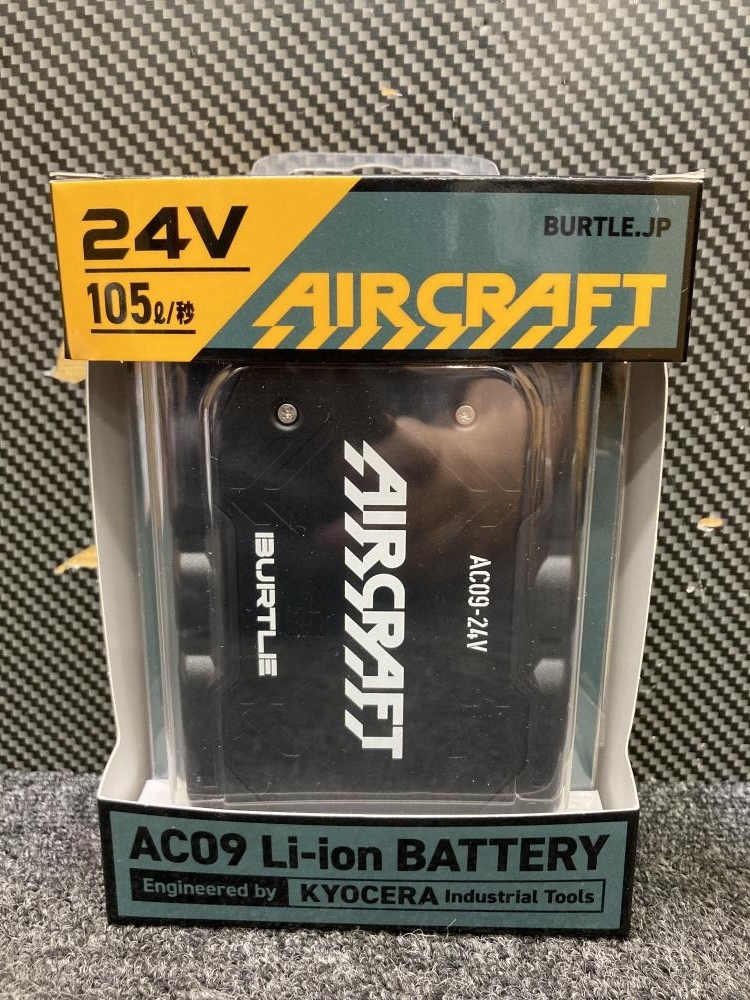 24V
105ℓ/秒
BURTLE.JP
AIRCRAFT
AC09-24V
AIRCRAFT
BURTLE
AC09 Li-ion BATTERY
Engineered by KYOCERA Industrial Tools